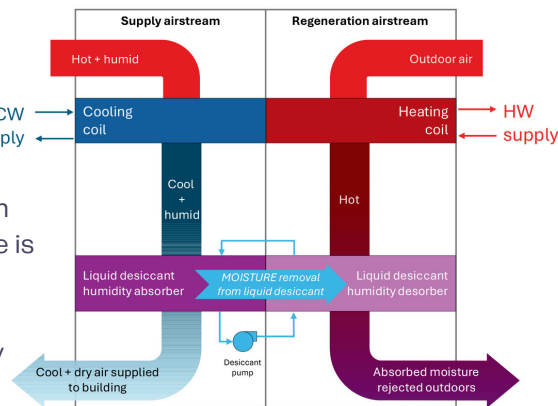 Supply airstream
Regeneration airstream
Hot + humid
Outdoor air
CW
Cooling
coil
Heating
coil
HW
supply
Cool
+
humid
Hot
e is
Liquid desiccant
humidity absorber
MOISTURE removal
from liquid desiccant
Liquid desiccant
humidity desorber
Desiccant
pump
Cool + dry air supplied
to building
Absorbed moisture
rejected outdoors